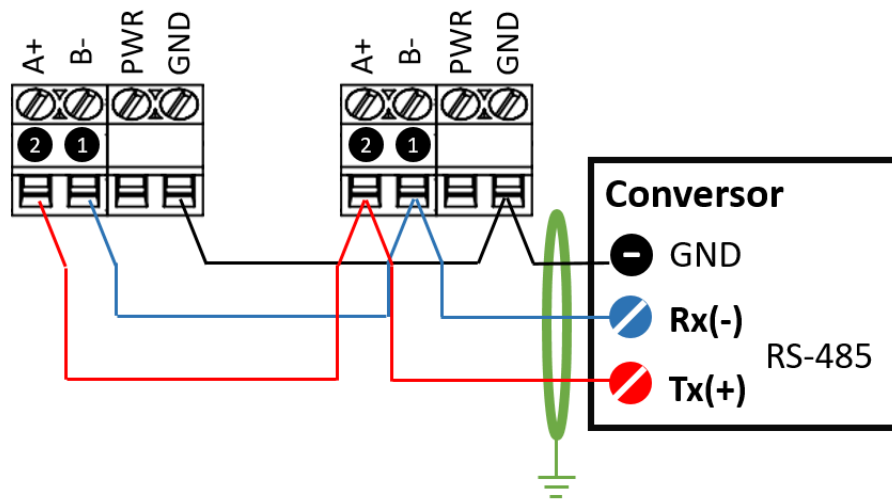 A+ B- PWR GND
A+ B- PWR GND
2 1
2 1
Conversor
- GND
Rx(-)
RS-485
Tx(+)